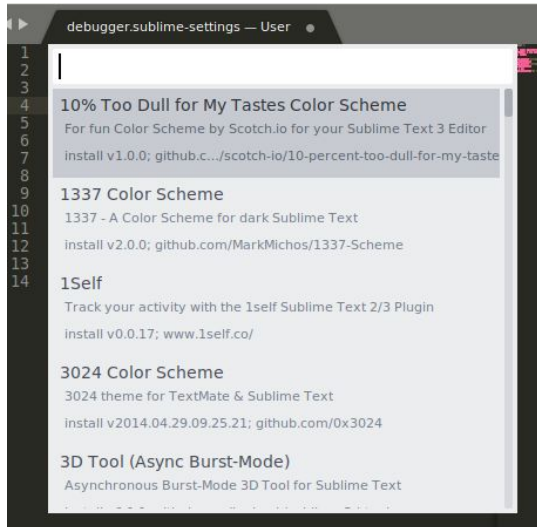 debugger.sublime-settings — User
1
2
3
4
5
6
7
8
9
10
11
12
13
14
10% Too Dull for My Tastes Color Scheme
For fun Color Scheme by Scotch.io for your Sublime Text 3 Editor
install v1.0.0; github.c.../scotch-io/10-percent-too-dull-for-my-taste
1337 Color Scheme
1337 - A Color Scheme for dark Sublime Text
install v2.0.0; github.com/MarkMichos/1337-Scheme
1Self
Track your activity with the 1self Sublime Text 2/3 Plugin
install v0.0.17; www.1self.co/
3024 Color Scheme
3024 theme for TextMate & Sublime Text
install v2014.04.29.09.25.21; github.com/0x3024
3D Tool (Async Burst-Mode)
Asynchronous Burst-Mode 3D Tool for Sublime Text